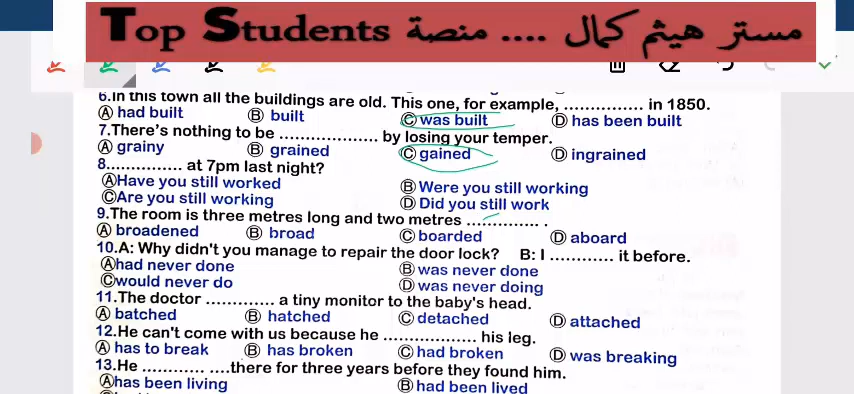 Top Students مستر هيثم كمال .... منصة
6.In this town all the buildings are old. This one, for example, ............... in 1850.
Ⓐ had built Ⓑ built Ⓒ was built Ⓓ has been built
7.There's nothing to be ................... by losing your temper.
Ⓐ grainy Ⓑ grained Ⓒ gained Ⓓ ingrained
8............... at 7pm last night?
ⒶHave you still worked Ⓑ Were you still working
ⒸAre you still working Ⓓ Did you still work
9.The room is three metres long and two metres .............. .
Ⓐ broadened Ⓑ broad Ⓒ boarded Ⓓ aboard
10.A: Why didn't you manage to repair the door lock? B: I ............ it before.
Ⓐhad never done Ⓑ was never done
Ⓒwould never do Ⓓ was never doing
11.The doctor ............. a tiny monitor to the baby's head.
Ⓐ batched Ⓑ hatched Ⓒ detached Ⓓ attached
12.He can't come with us because he .................. his leg.
Ⓐ has to break Ⓑ has broken Ⓒ had broken Ⓓ was breaking
13.He ............ ....there for three years before they found him.
Ⓐhas been living Ⓑ had been lived